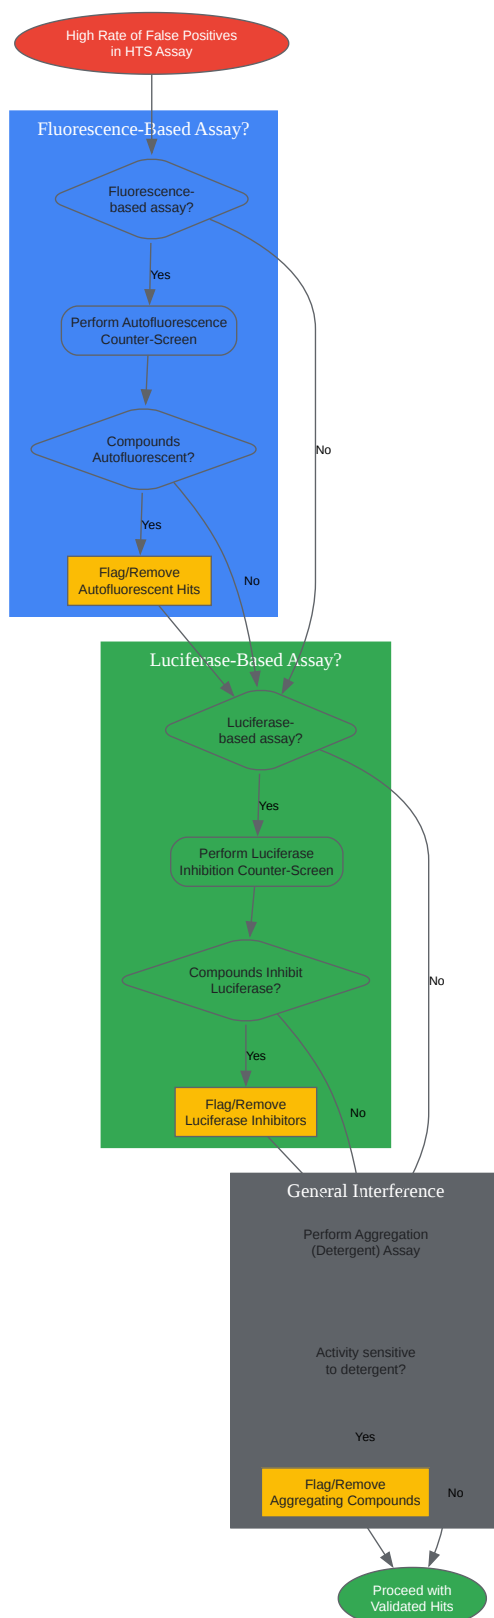 High Rate of False Positives
in HTS Assay
Fluorescence-Based Assay?
Fluorescence-
based assay?
Yes
Perform Autofluorescence
Counter-Screen
Compounds
Autofluorescent?
No
Yes
Flag/Remove
Autofluorescent Hits
No
Luciferase-Based Assay?
Luciferase-
based assay?
Yes
Perform Luciferase
Inhibition Counter-Screen
Compounds Inhibit
Luciferase?
No
Yes
Flag/Remove
Luciferase Inhibitors
No
General Interference
Perform Aggregation
(Detergent) Assay
Activity sensitive
to detergent?
Yes
Flag/Remove
Aggregating Compounds
No
Proceed with
Validated Hits